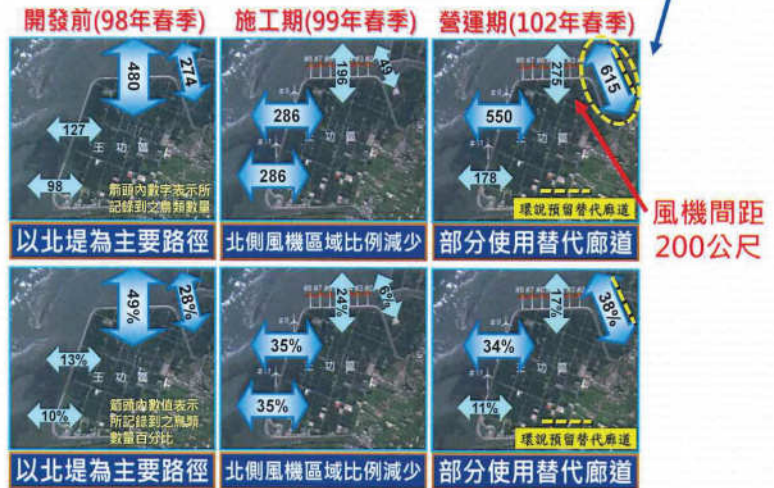 開發前(98年春季)
施工期(99年春季)
營運期(102年春季)
480
274
127
98
王功區
箭頭內數字表示所
記錄到之鳥類數量
以北堤為主要路徑
196
49
286
286
北側風機區域比例減少
275
615
550
178
環說預留替代廊道
部分使用替代廊道
風機間距
200公尺
49%
28%
13%
10%
王功區
箭頭內數值表示
所記錄到之鳥類
數量百分比
以北堤為主要路徑
24%
6%
35%
35%
北側風機區域比例減少
17%
38%
34%
11%
環說預留替代廊道
部分使用替代廊道